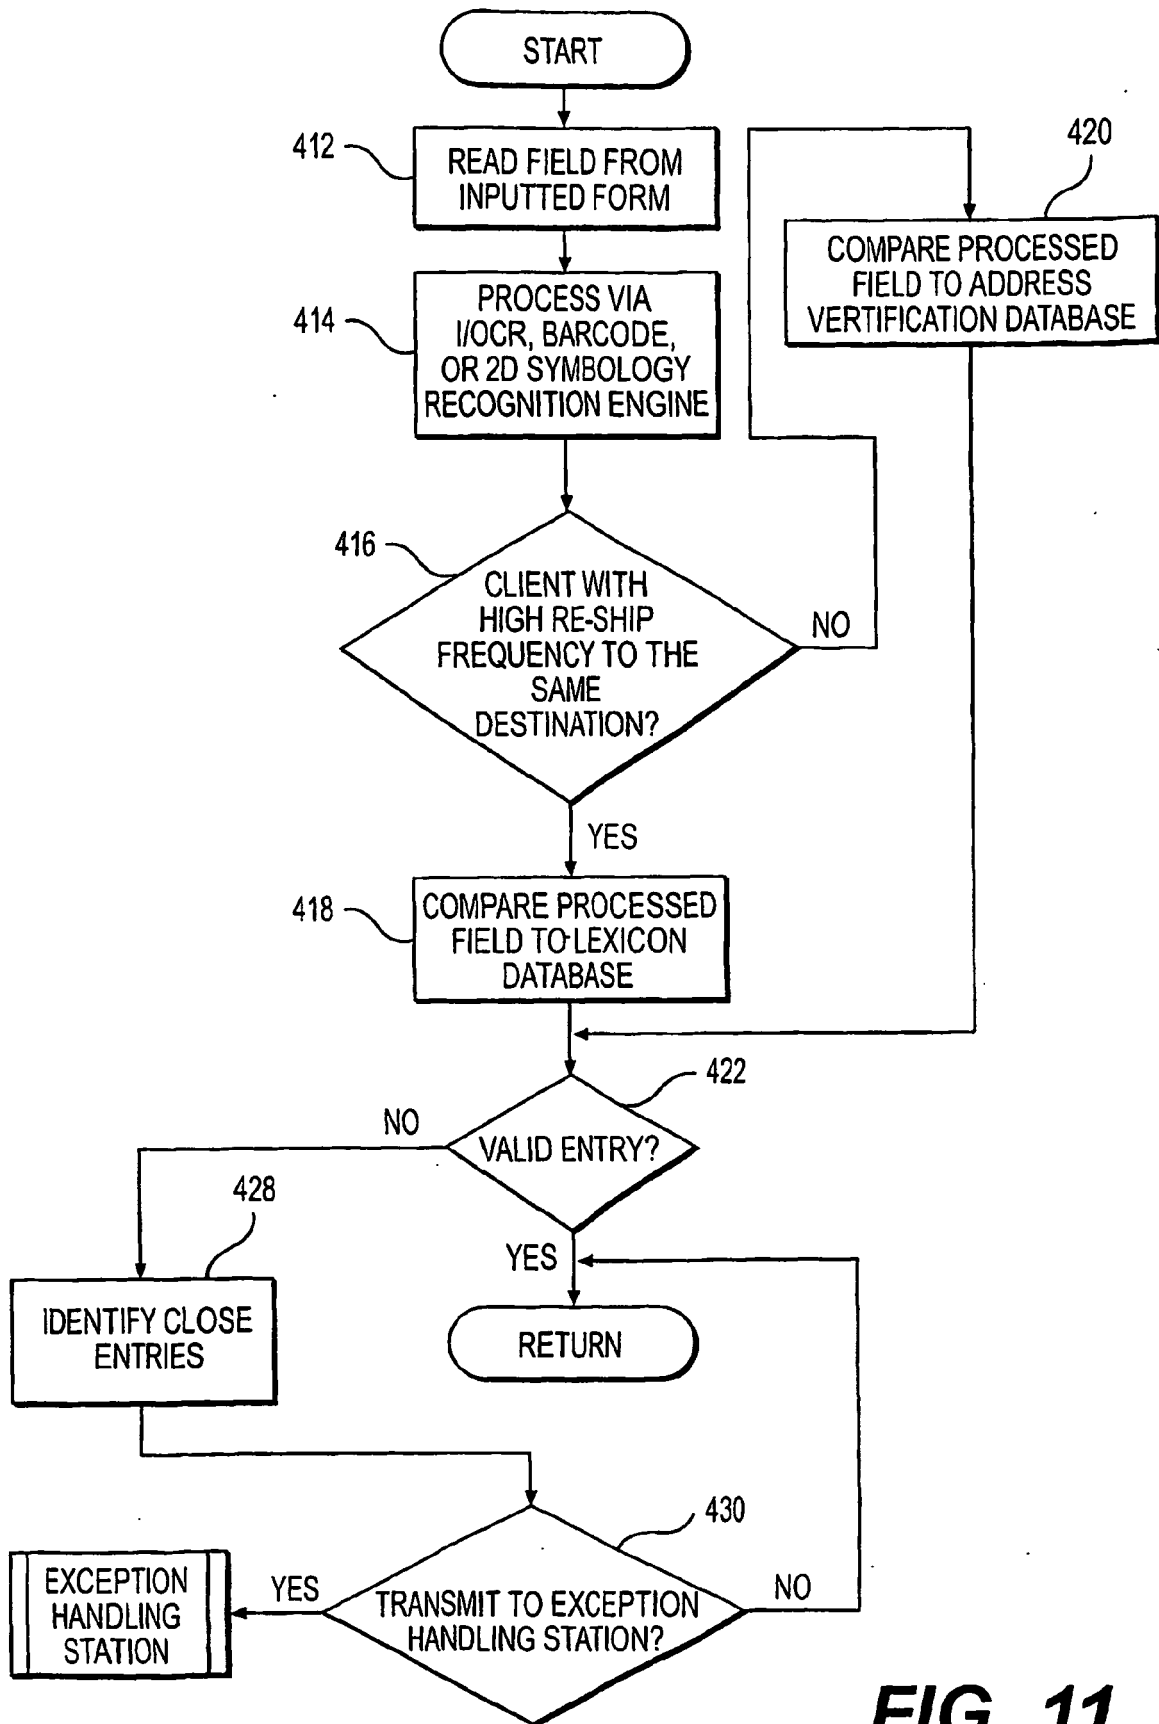 START
412
READ FIELD FROM
INPUTTED FORM
420
COMPARE PROCESSED
FIELD TO ADDRESS
VERTIFICATION DATABASE
414
PROCESS VIA
I/OCR, BARCODE,
OR 2D SYMBOLOGY
RECOGNITION ENGINE
416
CLIENT WITH
HIGH RE-SHIP
FREQUENCY TO THE
SAME
DESTINATION?
NO
YES
418
COMPARE PROCESSED
FIELD TO LEXICON
DATABASE
422
NO
VALID ENTRY?
428
YES
IDENTIFY CLOSE
ENTRIES
RETURN
430
EXCEPTION
HANDLING
STATION
YES
TRANSMIT TO EXCEPTION
HANDLING STATION?
NO
FIG. 11